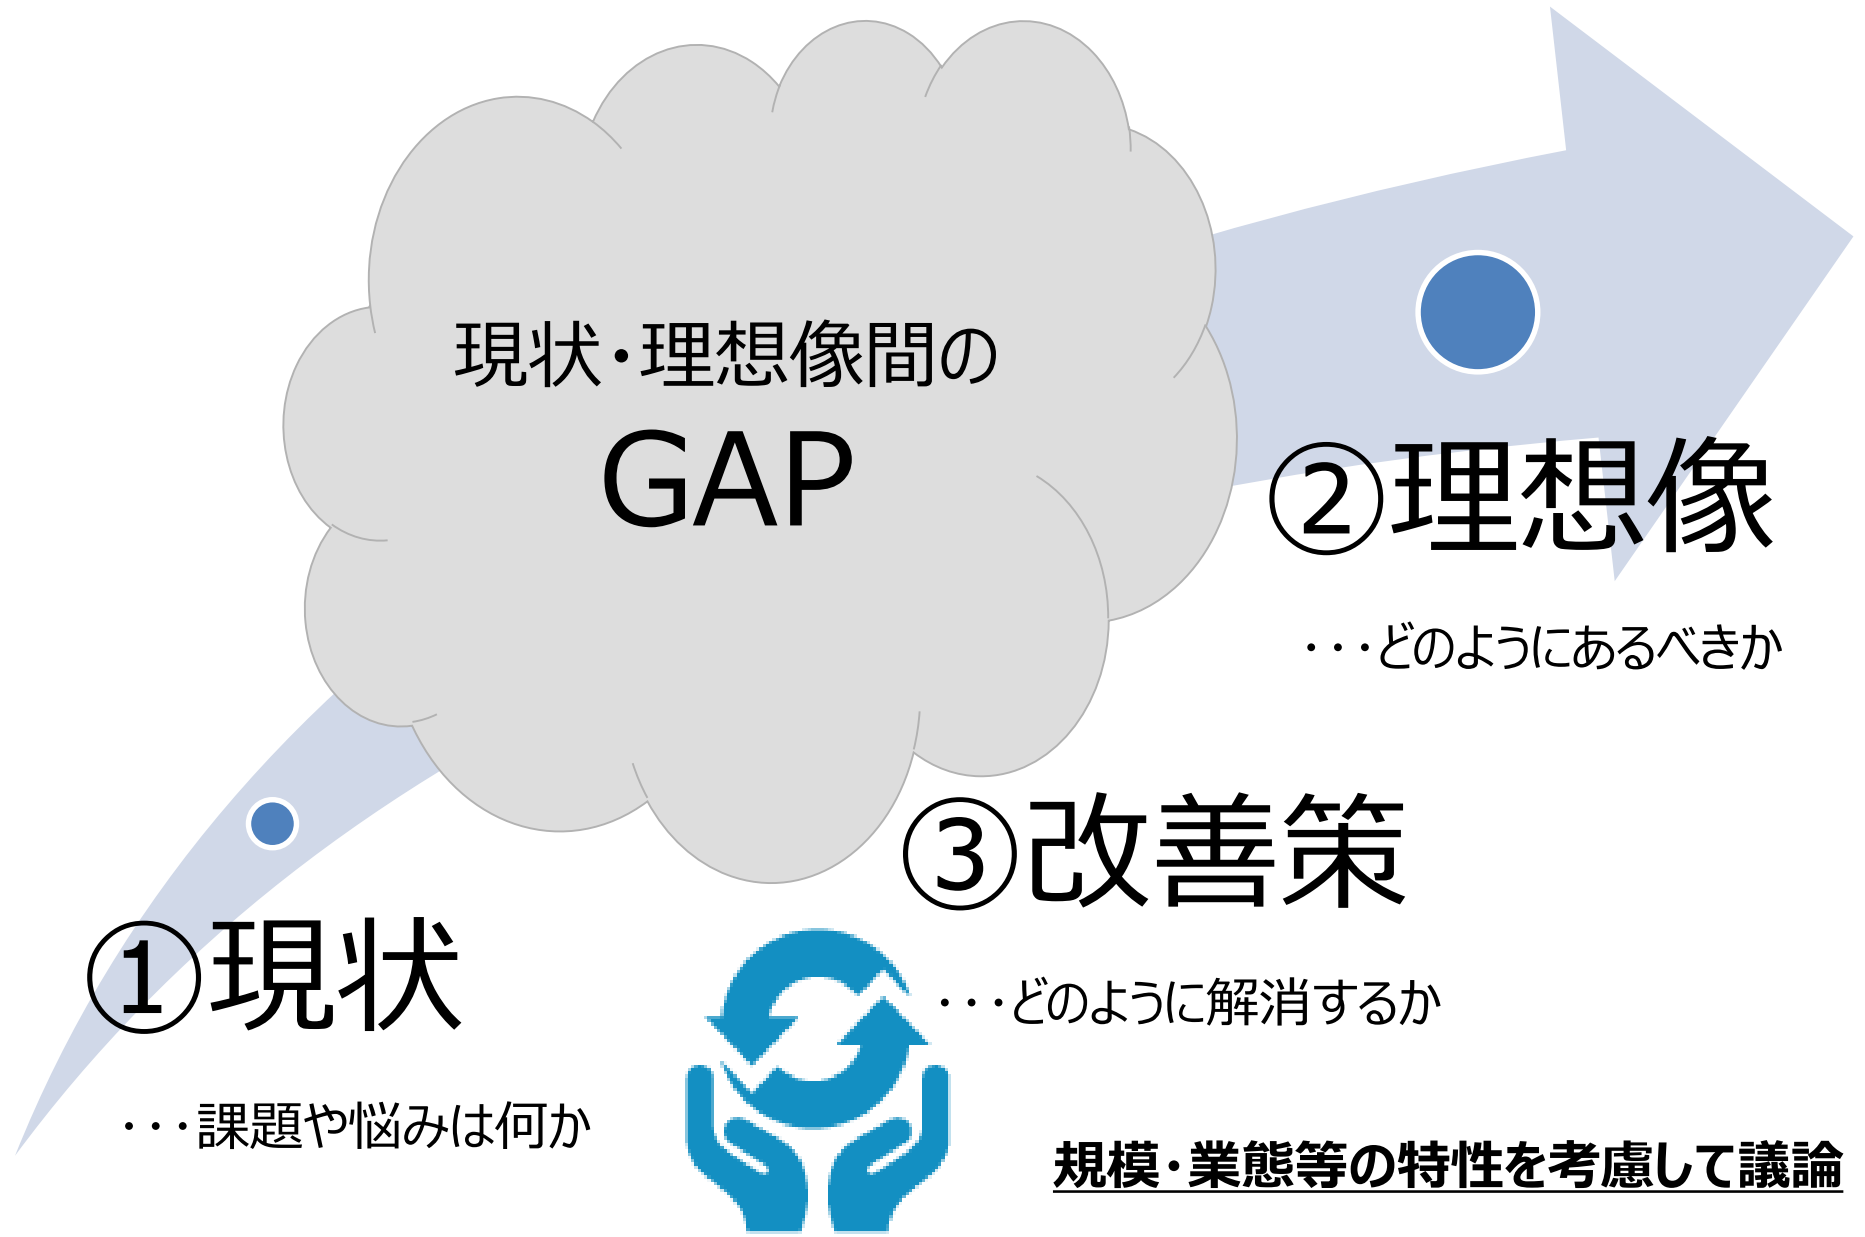 現状・理想像間の
GAP
②理想像
・・・どのようにあるべきか
③改善策
・・・どのように解消するか
①現状
・・・課題や悩みは何か
規模・業態等の特性を考慮して議論